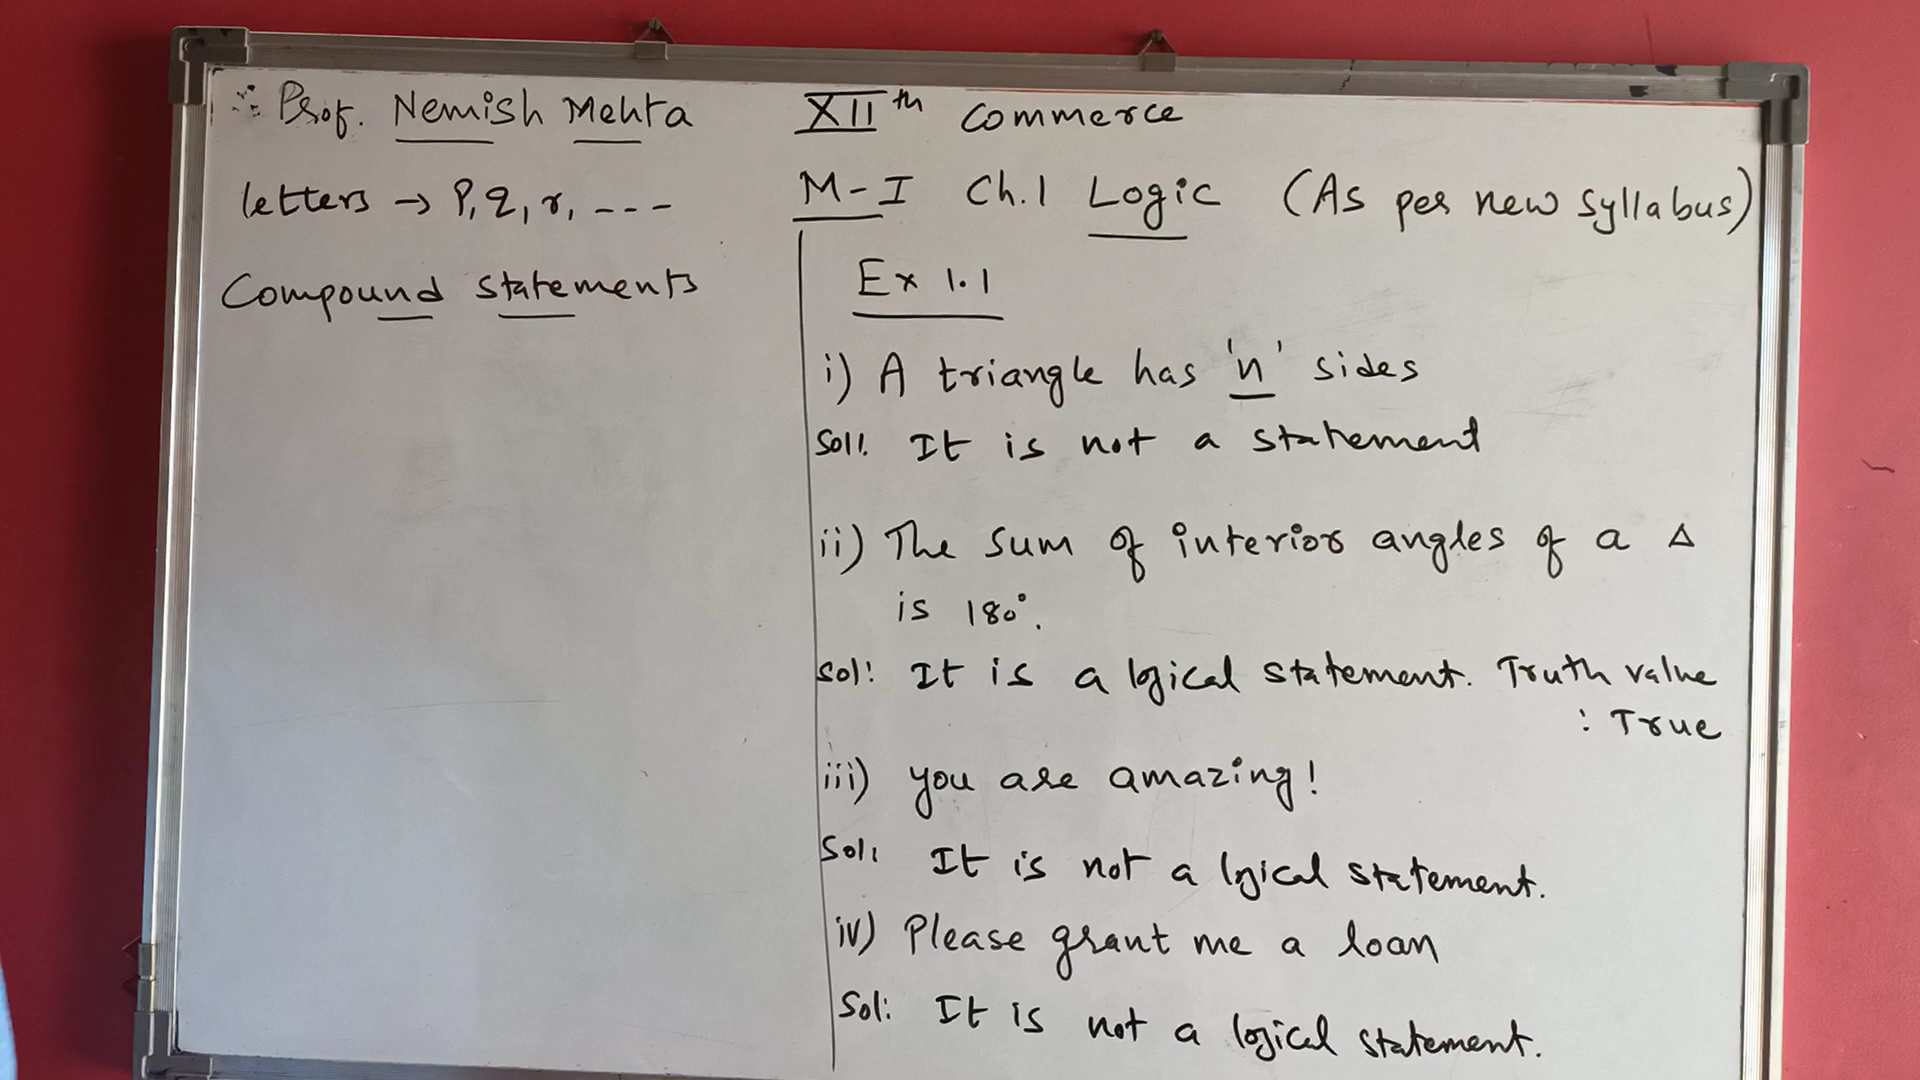 Prof. Nemish Mehta
letters → p, q, r, ---
Compound statements
XIIth Commerce
M-I Ch.1 Logic (As per new syllabus)
Ex 1.1
i) A triangle has 'n' sides
Sol: It is not a statement
ii) The sum of interior angles of a Δ
is 180°.
Sol: It is a logical statement. Truth value
: True
iii) you are amazing!
Sol: It is not a logical statement.
iv) Please grant me a loan
Sol: It is not a logical statement.